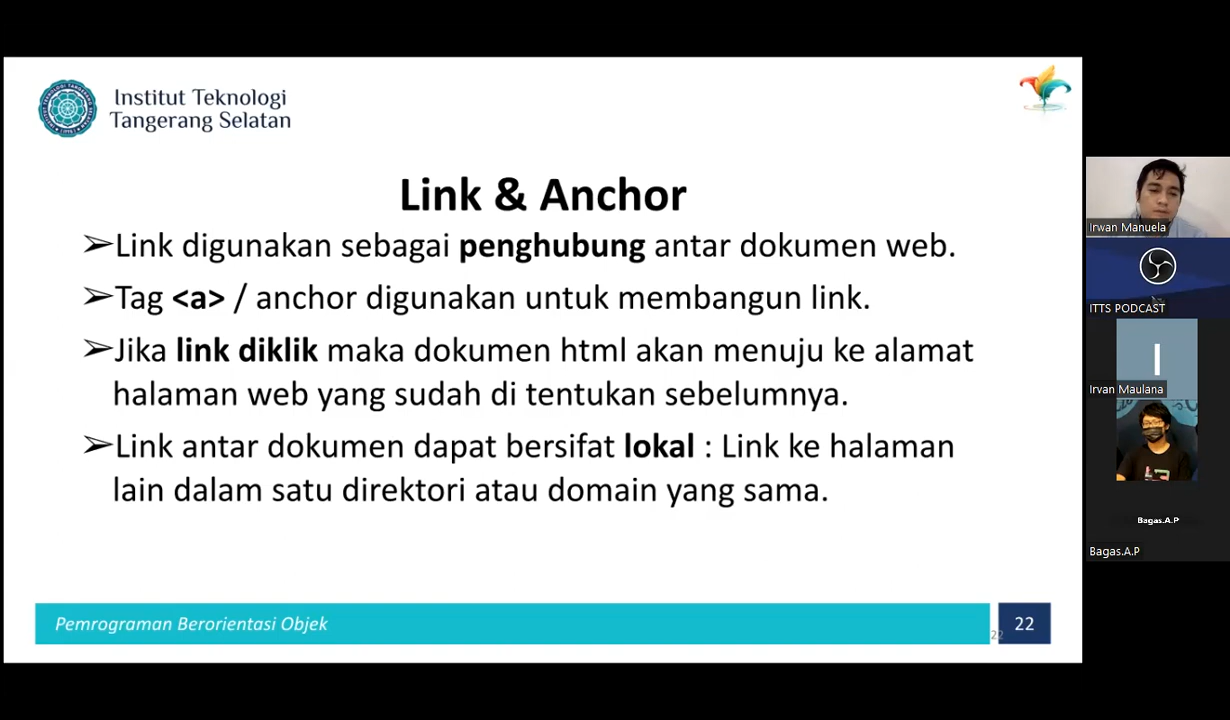 Institut Teknologi
Tangerang Selatan
Link & Anchor
➢Link digunakan sebagai penghubung antar dokumen web.
➢Tag <a> / anchor digunakan untuk membangun link.
➢Jika link diklik maka dokumen html akan menuju ke alamat
halaman web yang sudah di tentukan sebelumnya.
➢Link antar dokumen dapat bersifat lokal : Link ke halaman
lain dalam satu direktori atau domain yang sama.
Pemrograman Berorientasi Objek
22
22
Irwan Manuela
ITTS PODCAST
I
Irvan Maulana
Bagas.A.P
Bagas.A.P